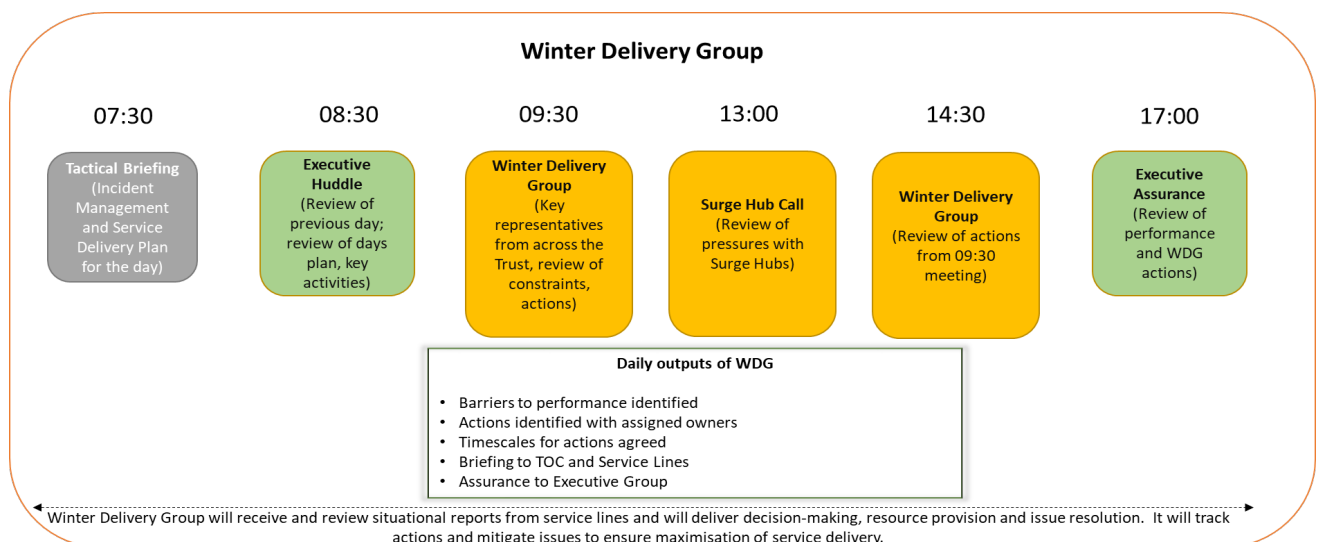 Winter Delivery Group
07:30
08:30
09:30
13:00
14:30
17:00
Tactical Briefing
(Incident
Management
and Service
Delivery Plan
for the day)
Executive
Huddle
(Review of
previous day;
review of days
plan, key
activities)
Winter Delivery
Group
(Key
representatives
from across the
Trust, review of
constraints,
actions)
Surge Hub Call
(Review of
pressures with
Surge Hubs)
Winter Delivery
Group
(Review of actions
from 09:30
meeting)
Executive
Assurance
(Review of
performance
and WDG
actions)
Daily outputs of WDG
• Barriers to performance identified
• Actions identified with assigned owners
• Timescales for actions agreed
• Briefing to TOC and Service Lines
• Assurance to Executive Group
Winter Delivery Group will receive and review situational reports from service lines and will deliver decision-making, resource provision and issue resolution. It will track
actions and mitigate issues to ensure maximisation of service delivery.